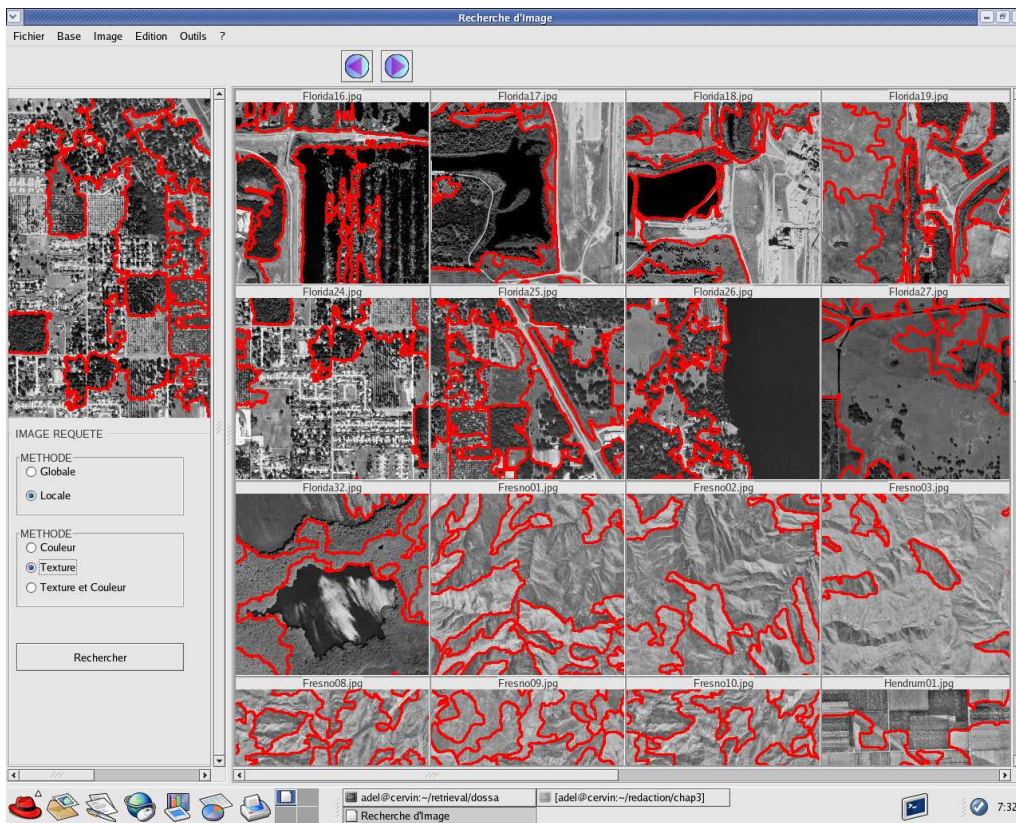 Recherche d'Image
Fichier Base Image Edition Outils ?
Florida16.jpg Florida17.jpg Florida18.jpg Florida19.jpg
Florida24.jpg Florida25.jpg Florida26.jpg Florida27.jpg
IMAGE REQUETE
METHODE
Globale
Locale
METHODE
Couleur
Texture
Texture et Couleur
Rechercher
Florida32.jpg Fresno01.jpg Fresno02.jpg Fresno03.jpg
Fresno08.jpg Fresno09.jpg Fresno10.jpg Hendrum01.jpg
adel@cervin:~/retrieval/dossa
[adel@cervin:~/redaction/chap3]
Recherche d'Image
7:32